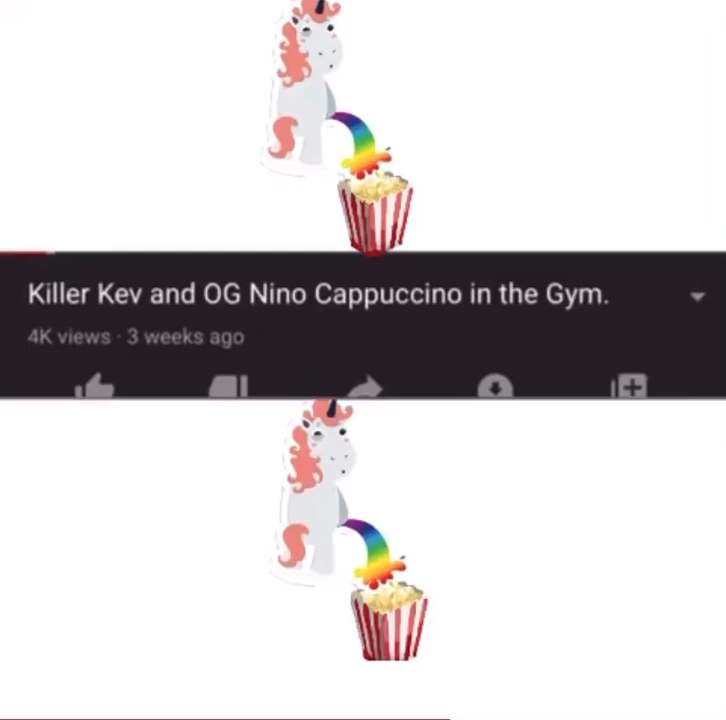 Killer Kev and OG Nino Cappuccino in the Gym.
4K views · 3 weeks ago